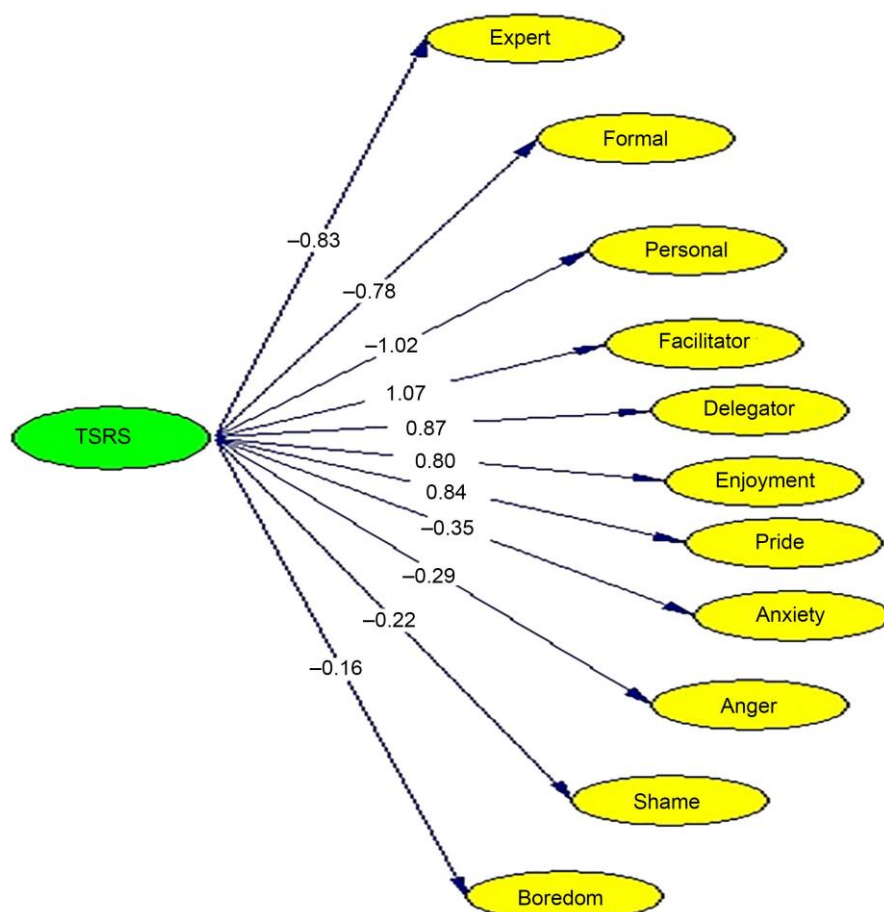 Expert
Formal
–0.83
Personal
–0.78
Facilitator
–1.02
1.07
Delegator
0.87
TSRS
0.80
Enjoyment
0.84
–0.35
Pride
–0.29
Anxiety
–0.22
–0.16
Anger
Shame
Boredom